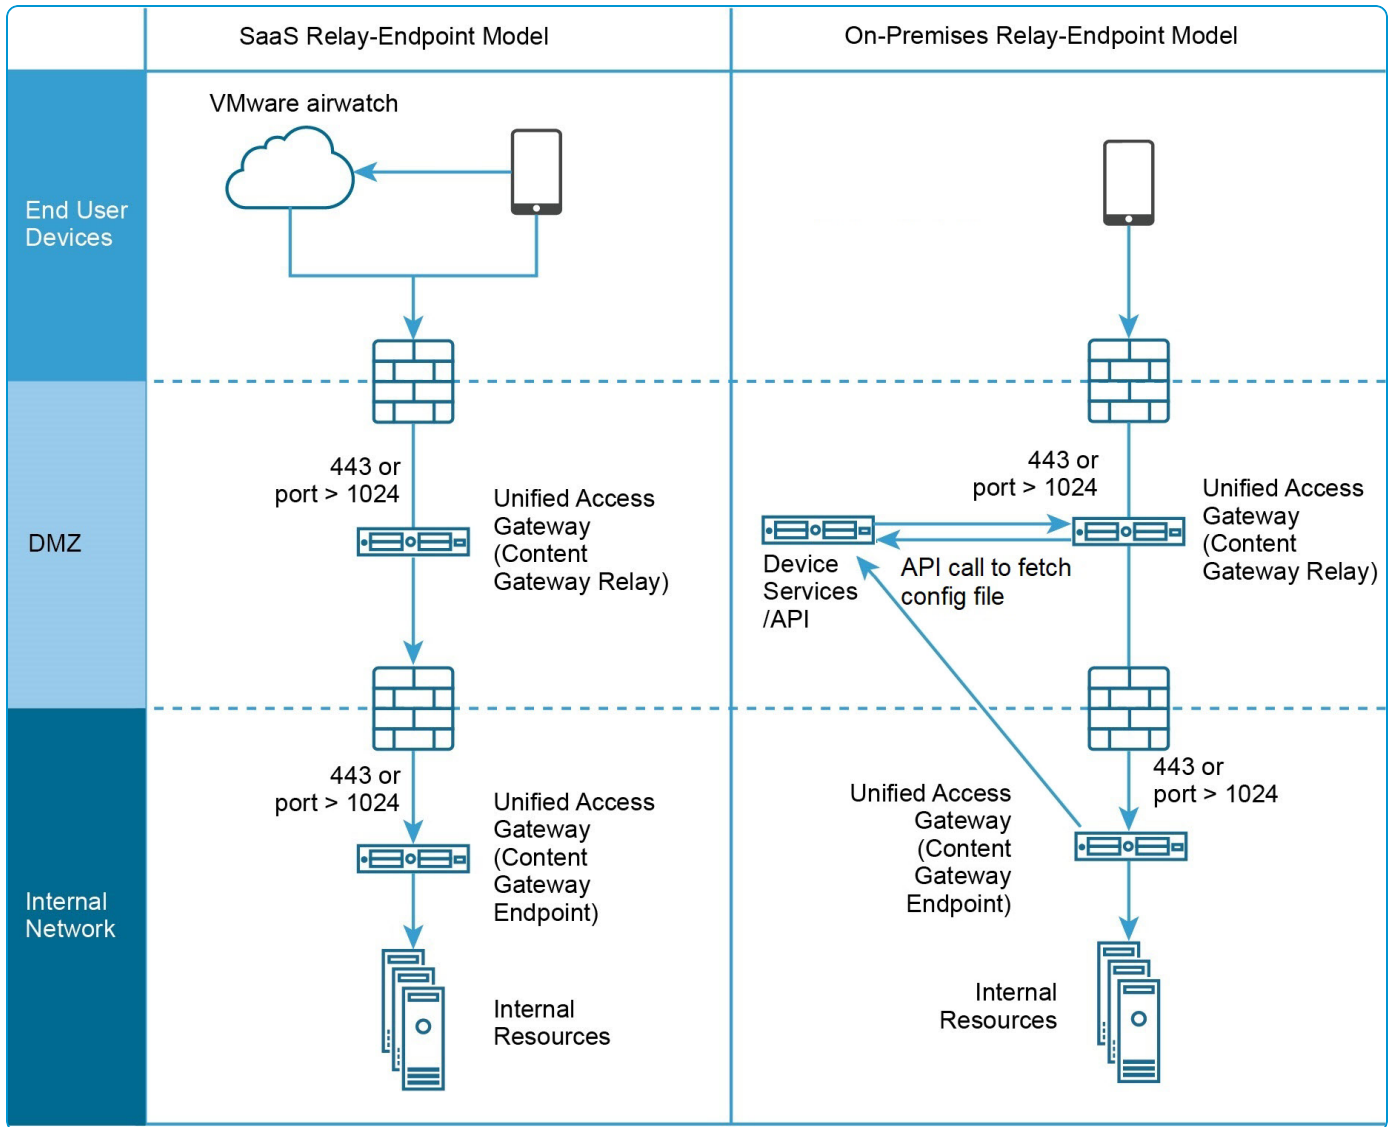 SaaS Relay-Endpoint Model
On-Premises Relay-Endpoint Model
End User
Devices
VMware airwatch
DMZ
443 or
port > 1024
Unified Access
Gateway
(Content
Gateway Relay)
443 or
port > 1024
Unified Access
Gateway
(Content
Gateway Relay)
Device
Services
/API
API call to fetch
config file
Internal
Network
443 or
port > 1024
Unified Access
Gateway
(Content
Gateway
Endpoint)
Internal
Resources
443 or
port > 1024
Unified Access
Gateway
(Content
Gateway
Endpoint)
Internal
Resources